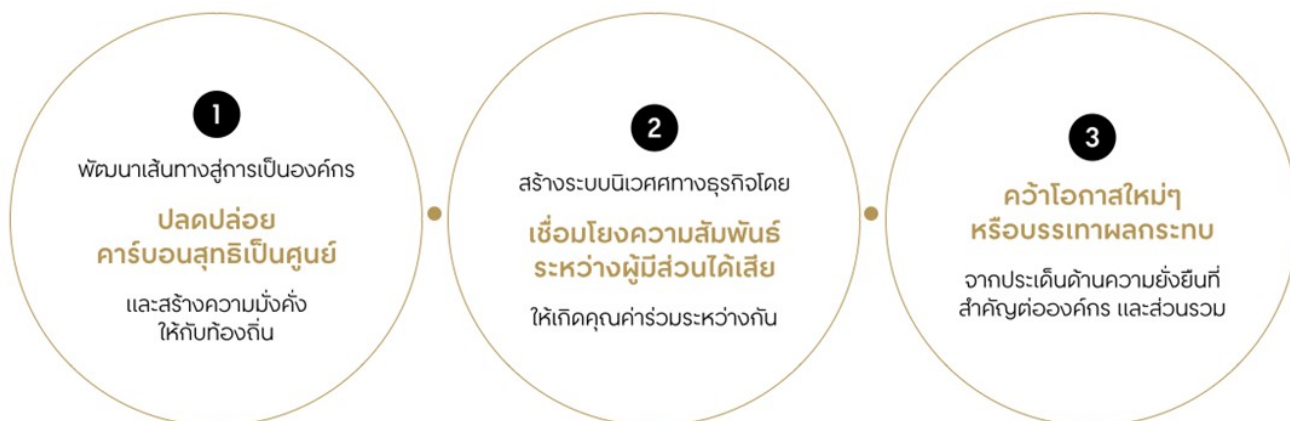 1
พัฒนาเส้นทางสู่การเป็นองค์กร
ปลดปล่อย
คาร์บอนสุทธิเป็นศูนย์
และสร้างความมั่งคั่ง
ให้กับท้องถิ่น
2
สร้างระบบนิเวศทางธุรกิจโดย
เชื่อมโยงความสัมพันธ์
ระหว่างผู้มีส่วนได้เสีย
ให้เกิดคุณค่าร่วมระหว่างกัน
3
คว้าโอกาสใหม่ๆ
หรือบรรเทาผลกระทบ
จากประเด็นด้านความยั่งยืนที่
สำคัญต่อองค์กร และส่วนรวม